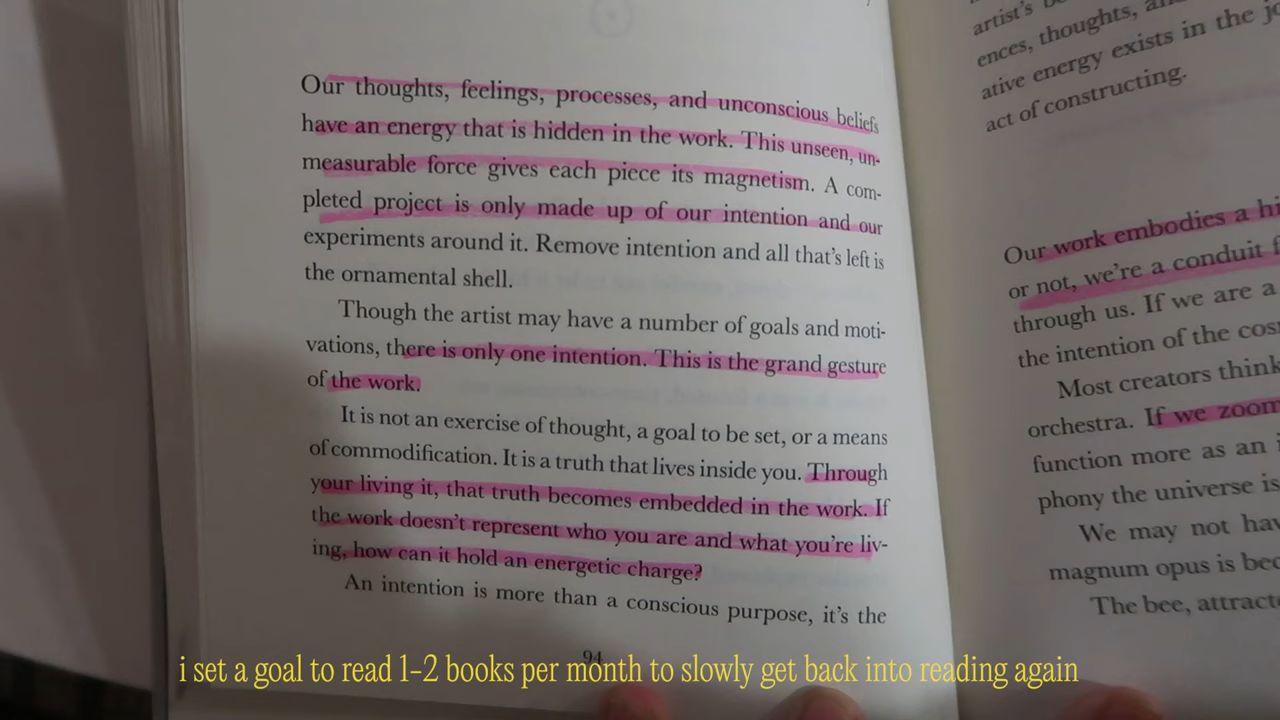 Our thoughts, feelings, processes, and unconscious beliefs
have an energy that is hidden in the work. This unseen, un-
measurable force gives each piece its magnetism. A com-
pleted project is only made up of our intention and our
experiments around it. Remove intention and all that's left is
the ornamental shell.
Though the artist may have a number of goals and moti-
vations, there is only one intention. This is the grand gesture
of the work.
It is not an exercise of thought, a goal to be set, or a means
of commodification. It is a truth that lives inside you. Through
your living it, that truth becomes embedded in the work. If
the work doesn't represent who you are and what you're liv-
ing, how can it hold an energetic charge?
An intention is more than a conscious purpose, it's the
94
artist's
ences, thoughts,
ative energy exists in the
act of constructing.
Our work embodies a
or not, we're a conduit
through us. If we are a
the intention of the
Most creators think
orchestra. If we zoom
function more as an
phony the universe is
We may not
magnum opus is
The bee,
i set a goal to read 1-2 books per month to slowly get back into reading again